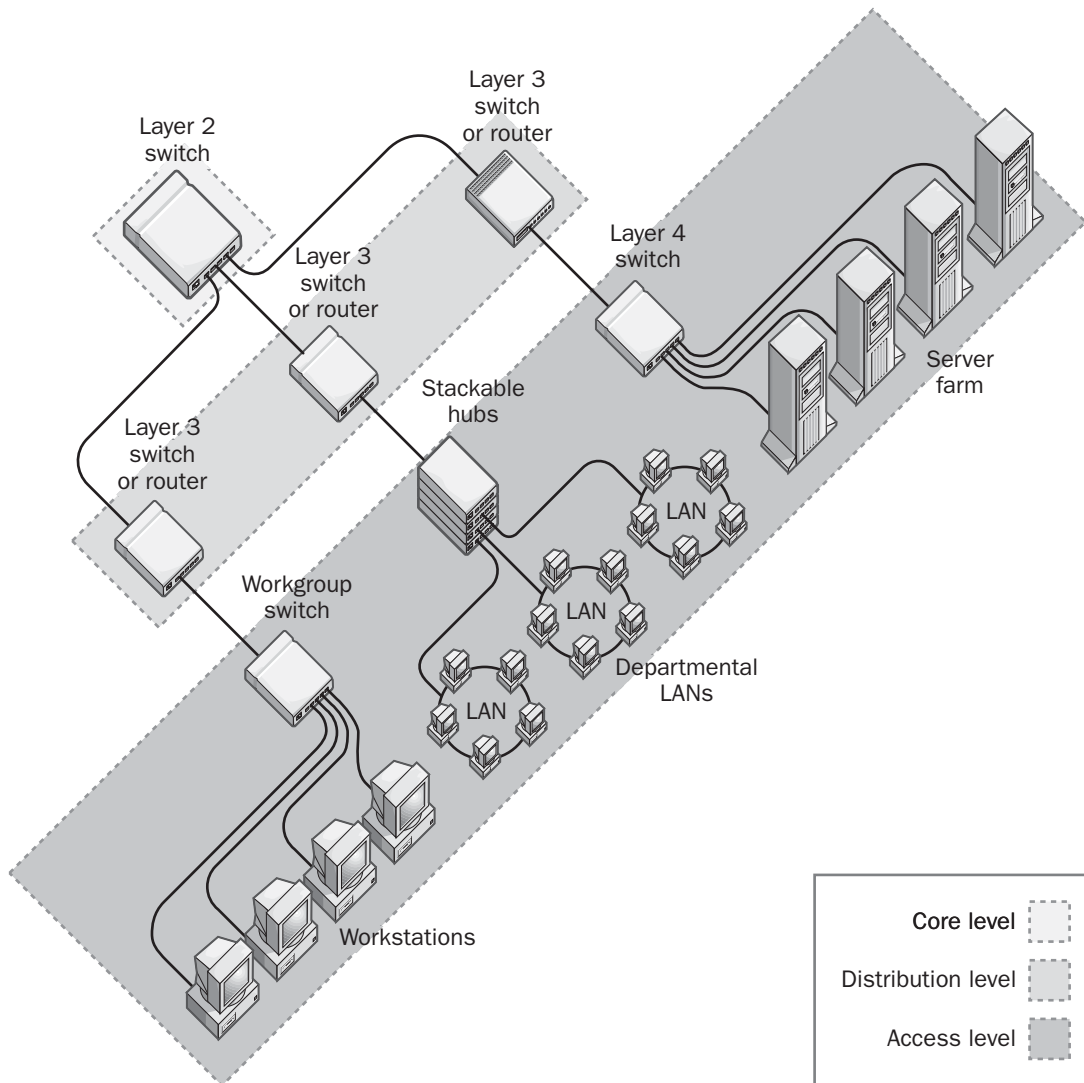 Layer 3
switch
or router
Layer 2
switch
Layer 3
switch
or router
Layer 4
switch
Server
farm
Stackable
hubs
Layer 3
switch
or router
LAN
LAN
LAN
Departmental
LANs
Workgroup
switch
Workstations
Core level
Distribution level
Access level